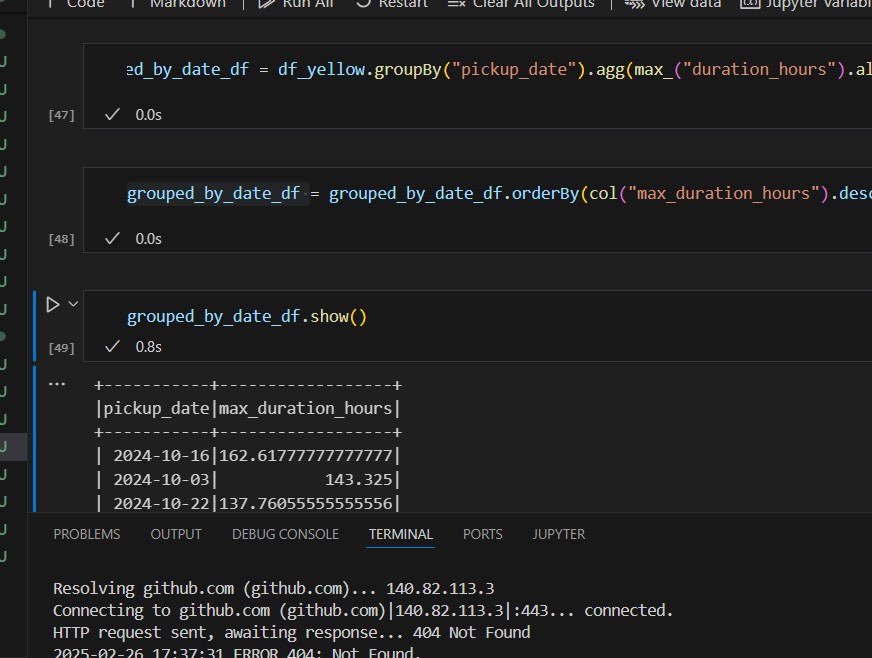 Code Markdown Run All Restart Clear All Outputs View data Jupyter Variabl
ed_by_date_df = df_yellow.groupBy("pickup_date").agg(max_("duration_hours").al
[47] 0.0s
grouped_by_date_df = grouped_by_date_df.orderBy(col("max_duration_hours").desc
[48] 0.0s
grouped_by_date_df.show()
[49] 0.8s
+-----------+------------------+
|pickup_date|max_duration_hours|
+-----------+------------------+
| 2024-10-16|162.61777777777777|
| 2024-10-03| 143.325|
| 2024-10-22|137.76055555555556|
PROBLEMS OUTPUT DEBUG CONSOLE TERMINAL PORTS JUPYTER
Resolving github.com (github.com)... 140.82.113.3
Connecting to github.com (github.com)|140.82.113.3|:443... connected.
HTTP request sent, awaiting response... 404 Not Found
2025-02-26 17:37:31 ERROR 404: Not Found.